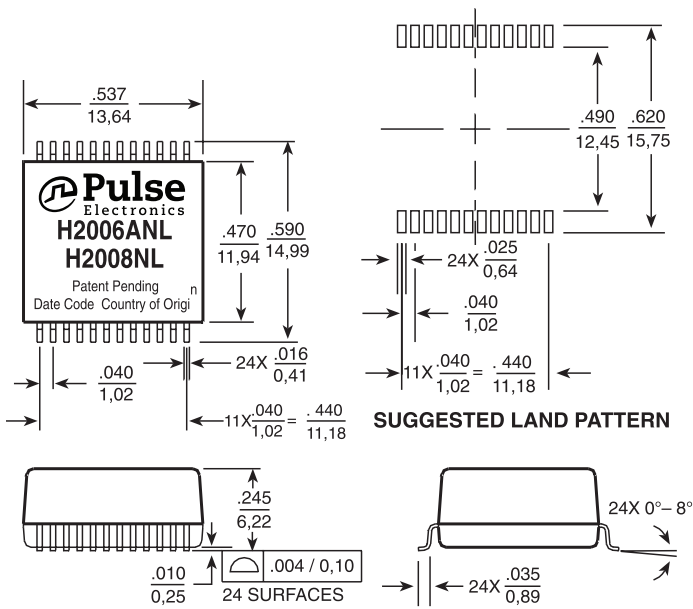 .537
13,64
Pulse
Electronics
H2006ANL
H2008NL
Patent Pending
Date Code Country of Origi n
.470
11,94
.590
14,99
.040
1,02
24X .016
0,41
11X .040 = .440
1,02 11,18
.490
12,45
.620
15,75
24X .025
0,64
.040
1,02
11X .040 = .440
1,02 11,18
SUGGESTED LAND PATTERN
.245
6,22
.010
0,25
.004 / 0,10
24 SURFACES
24X 0°– 8°
24X .035
0,89